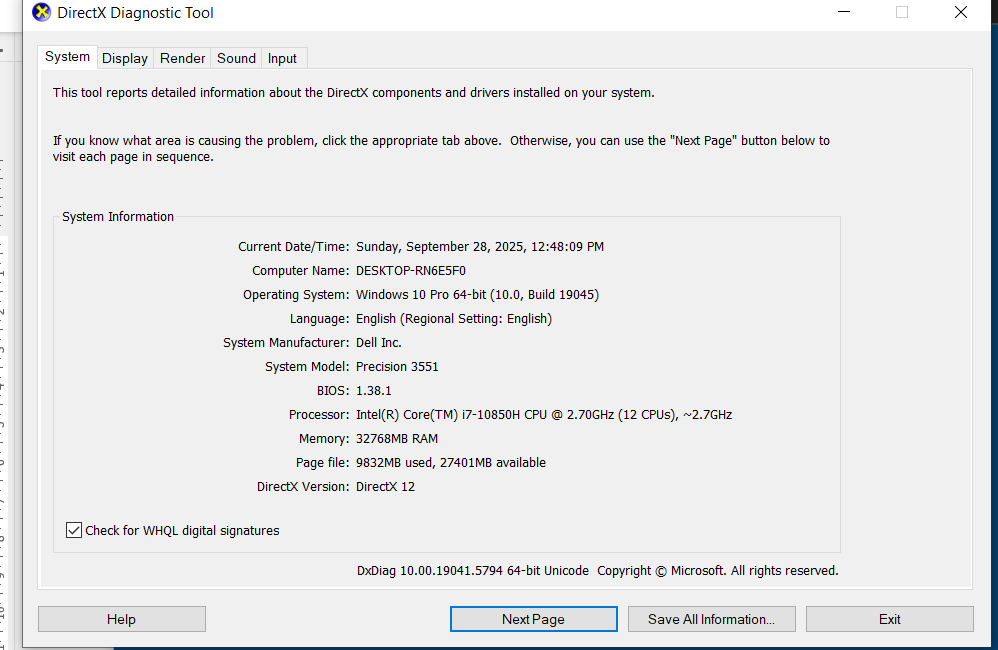 DirectX Diagnostic Tool
System Display Render Sound Input
This tool reports detailed information about the DirectX components and drivers installed on your system.
If you know what area is causing the problem, click the appropriate tab above.  Otherwise, you can use the "Next Page" button below to
visit each page in sequence.
System Information
Current Date/Time: Sunday, September 28, 2025, 12:48:09 PM
Computer Name: DESKTOP-RN6E5F0
Operating System: Windows 10 Pro 64-bit (10.0, Build 19045)
Language: English (Regional Setting: English)
System Manufacturer: Dell Inc.
System Model: Precision 3551
BIOS: 1.38.1
Processor: Intel(R) Core(TM) i7-10850H CPU @ 2.70GHz (12 CPUs), ~2.7GHz
Memory: 32768MB RAM
Page file: 9832MB used, 27401MB available
DirectX Version: DirectX 12
Check for WHQL digital signatures
DxDiag 10.00.19041.5794 64-bit Unicode  Copyright © Microsoft. All rights reserved.
Help Next Page Save All Information... Exit